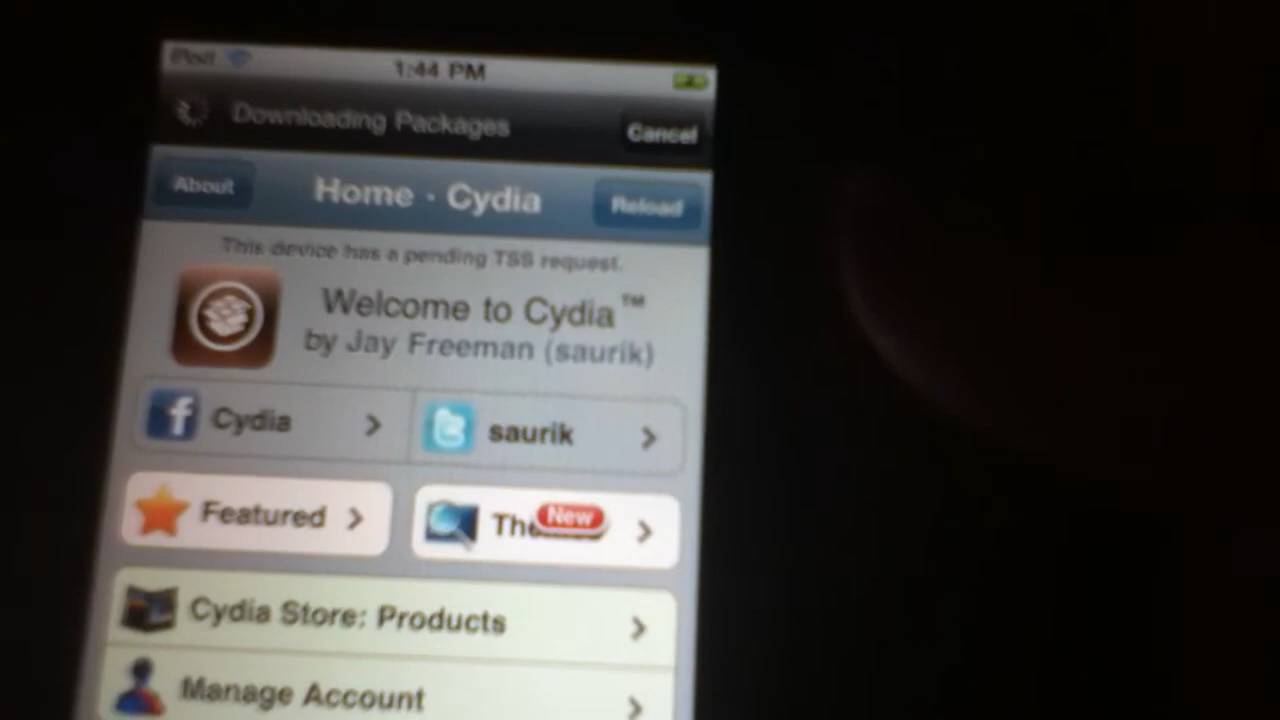 iPod 1:44 PM
Downloading Packages Cancel
About Home · Cydia Reload
This device has a pending TSS request.
Welcome to Cydia™
by Jay Freeman (saurik)
Cydia saurik
Featured New
Cydia Store: Products
Manage Account